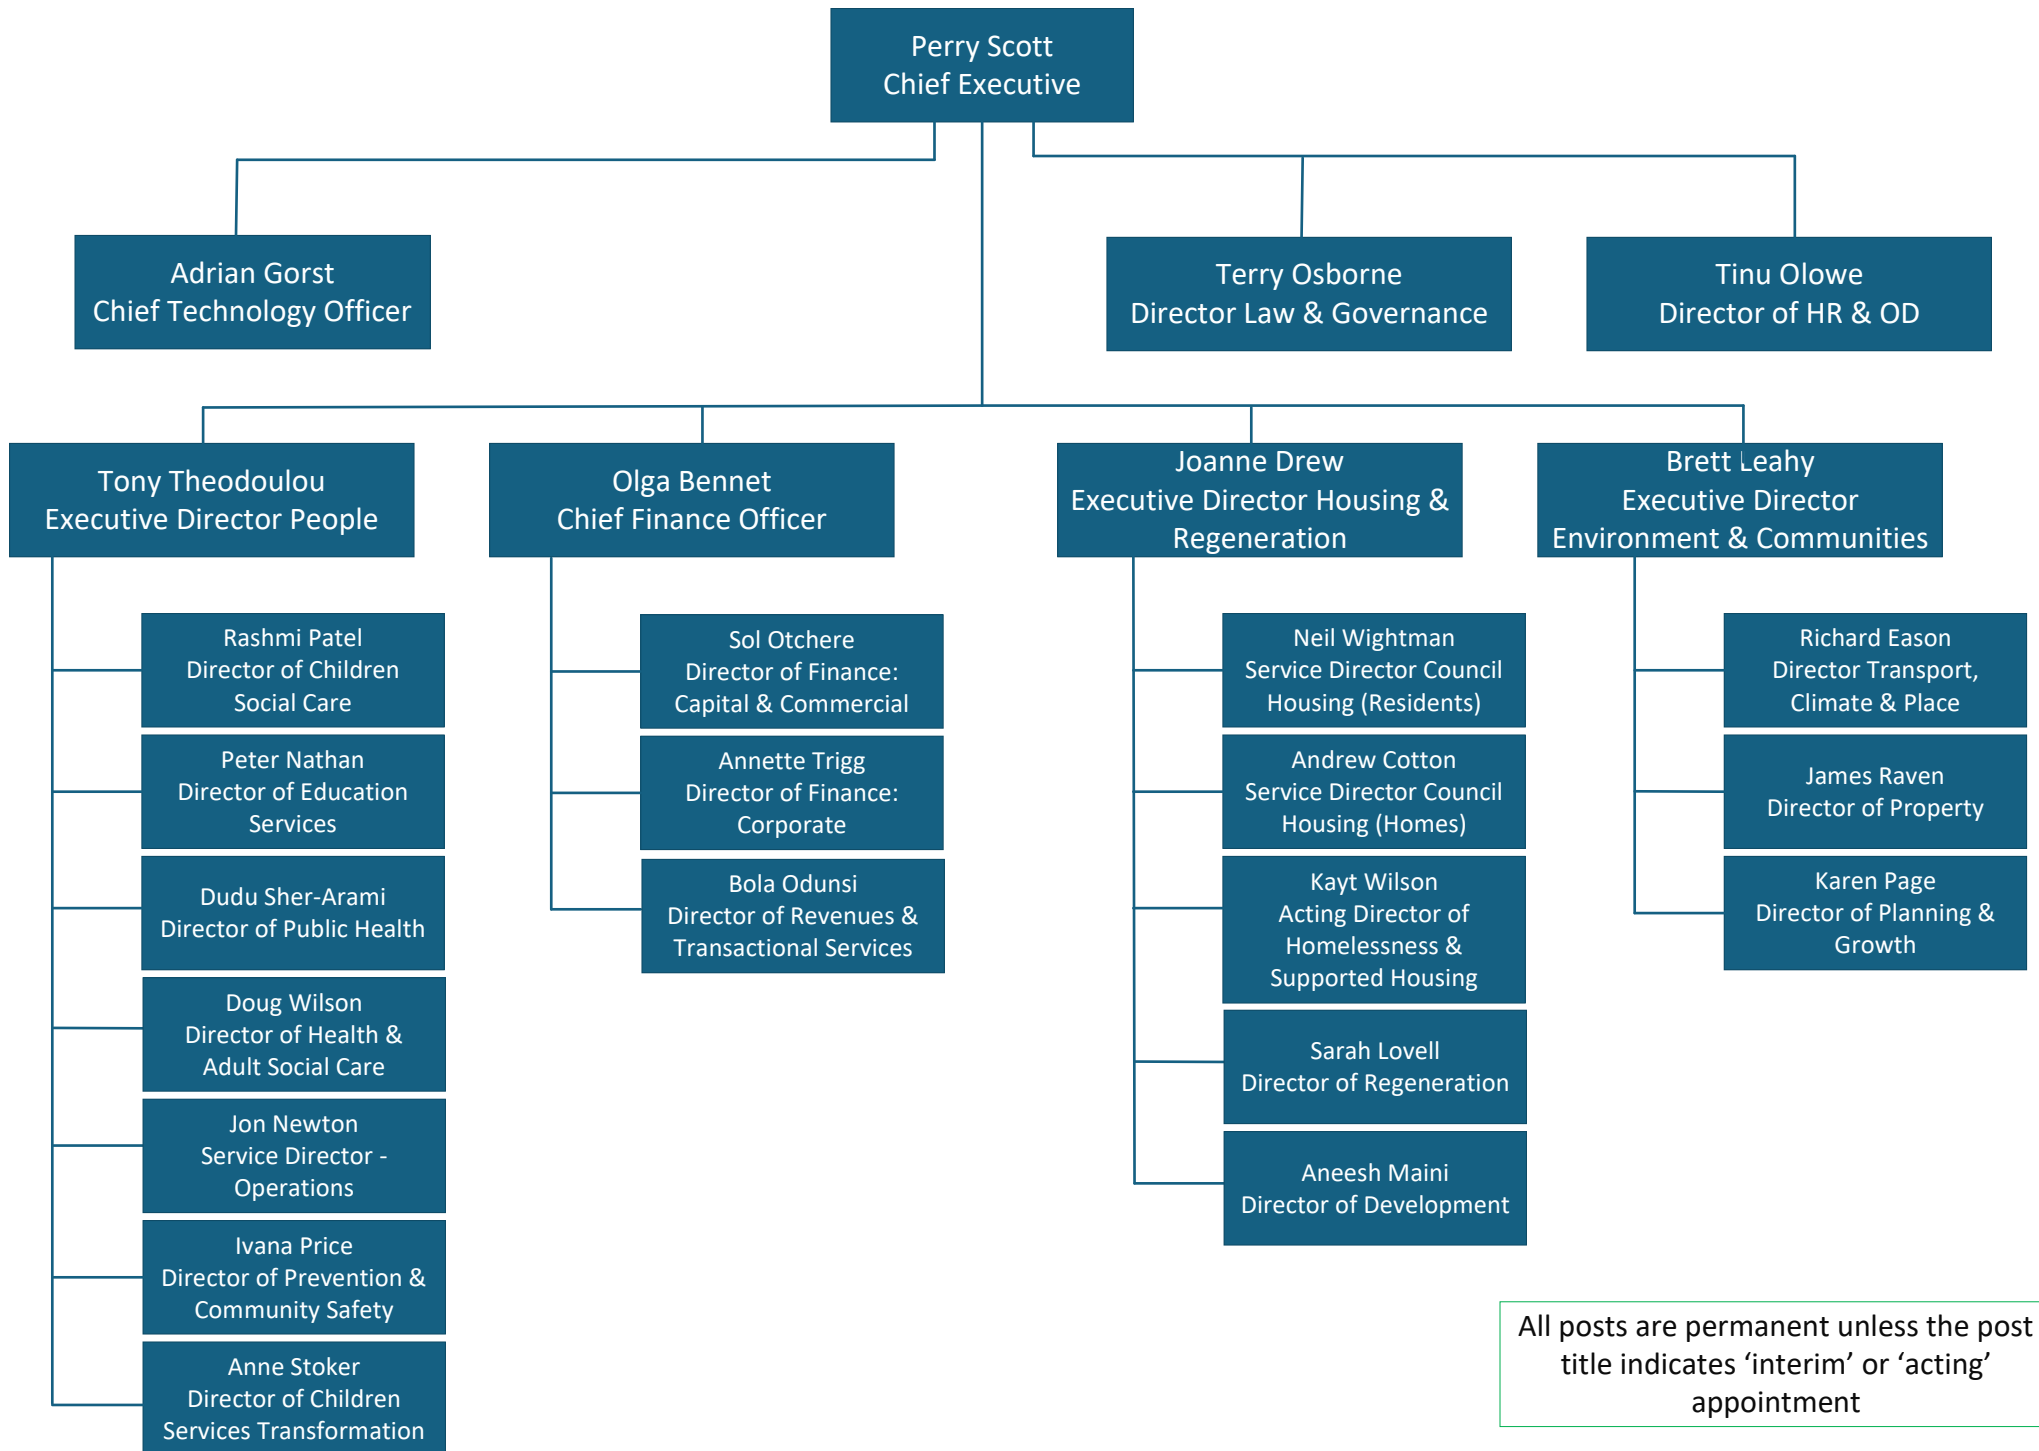 Perry Scott
Chief Executive
Adrian Gorst
Chief Technology Officer
Terry Osborne
Director Law & Governance
Tinu Olowe
Director of HR & OD
Tony Theodoulou
Executive Director People
Olga Bennet
Chief Finance Officer
Joanne Drew
Executive Director Housing &
Regeneration
Brett Leahy
Executive Director
Environment & Communities
Rashmi Patel
Director of Children
Social Care
Peter Nathan
Director of Education
Services
Dudu Sher-Arami
Director of Public Health
Doug Wilson
Director of Health &
Adult Social Care
Jon Newton
Service Director -
Operations
Ivana Price
Director of Prevention &
Community Safety
Anne Stoker
Director of Children
Services Transformation
Sol Otchere
Director of Finance:
Capital & Commercial
Annette Trigg
Director of Finance:
Corporate
Bola Odunsi
Director of Revenues &
Transactional Services
Neil Wightman
Service Director Council
Housing (Residents)
Andrew Cotton
Service Director Council
Housing (Homes)
Kayt Wilson
Acting Director of
Homelessness &
Supported Housing
Sarah Lovell
Director of Regeneration
Aneesh Maini
Director of Development
Richard Eason
Director Transport,
Climate & Place
James Raven
Director of Property
Karen Page
Director of Planning &
Growth
All posts are permanent unless the post
title indicates ‘interim’ or ‘acting’
appointment